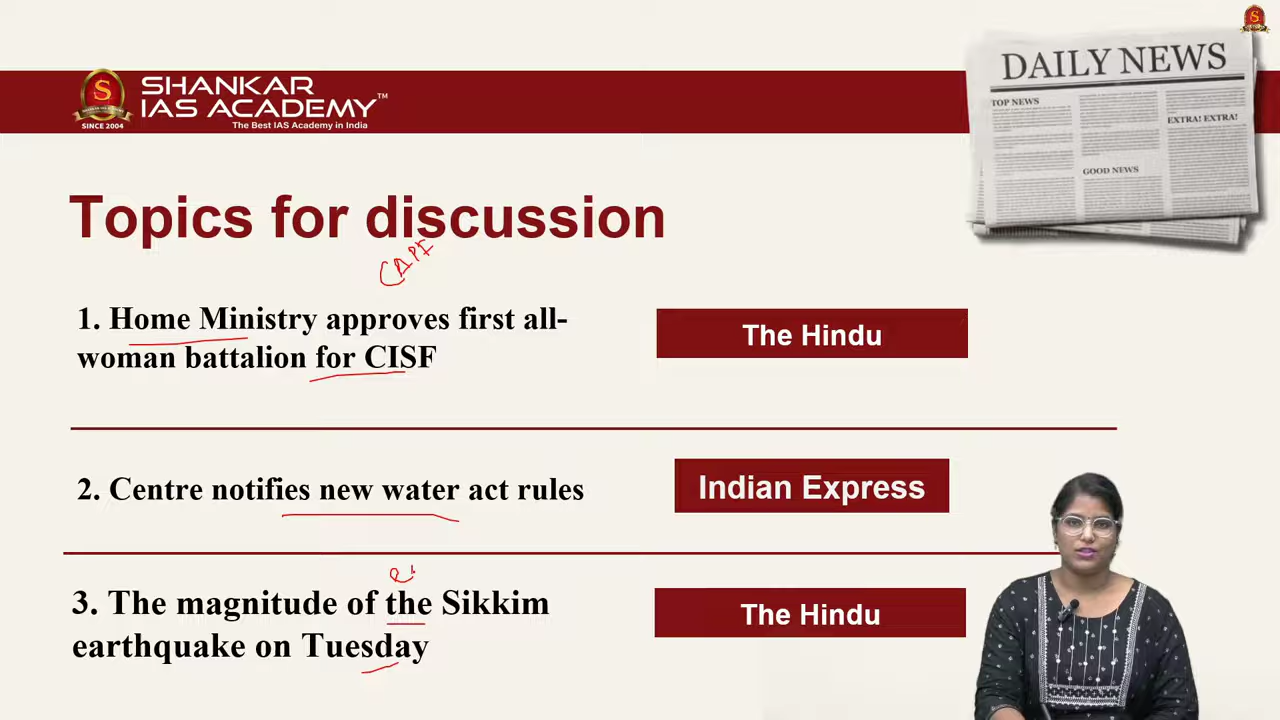 S
DAILY NEWS
TOP NEWS
EXTRA! EXTRA!
GOOD NEWS
S
SINCE 2004
SHANKAR
IAS ACADEMY™
The Best IAS Academy in India
Topics for discussion
CAPF
1. Home Ministry approves first all-
woman battalion for CISF
The Hindu
2. Centre notifies new water act rules
Indian Express
3. The magnitude of the Sikkim
earthquake on Tuesday
The Hindu